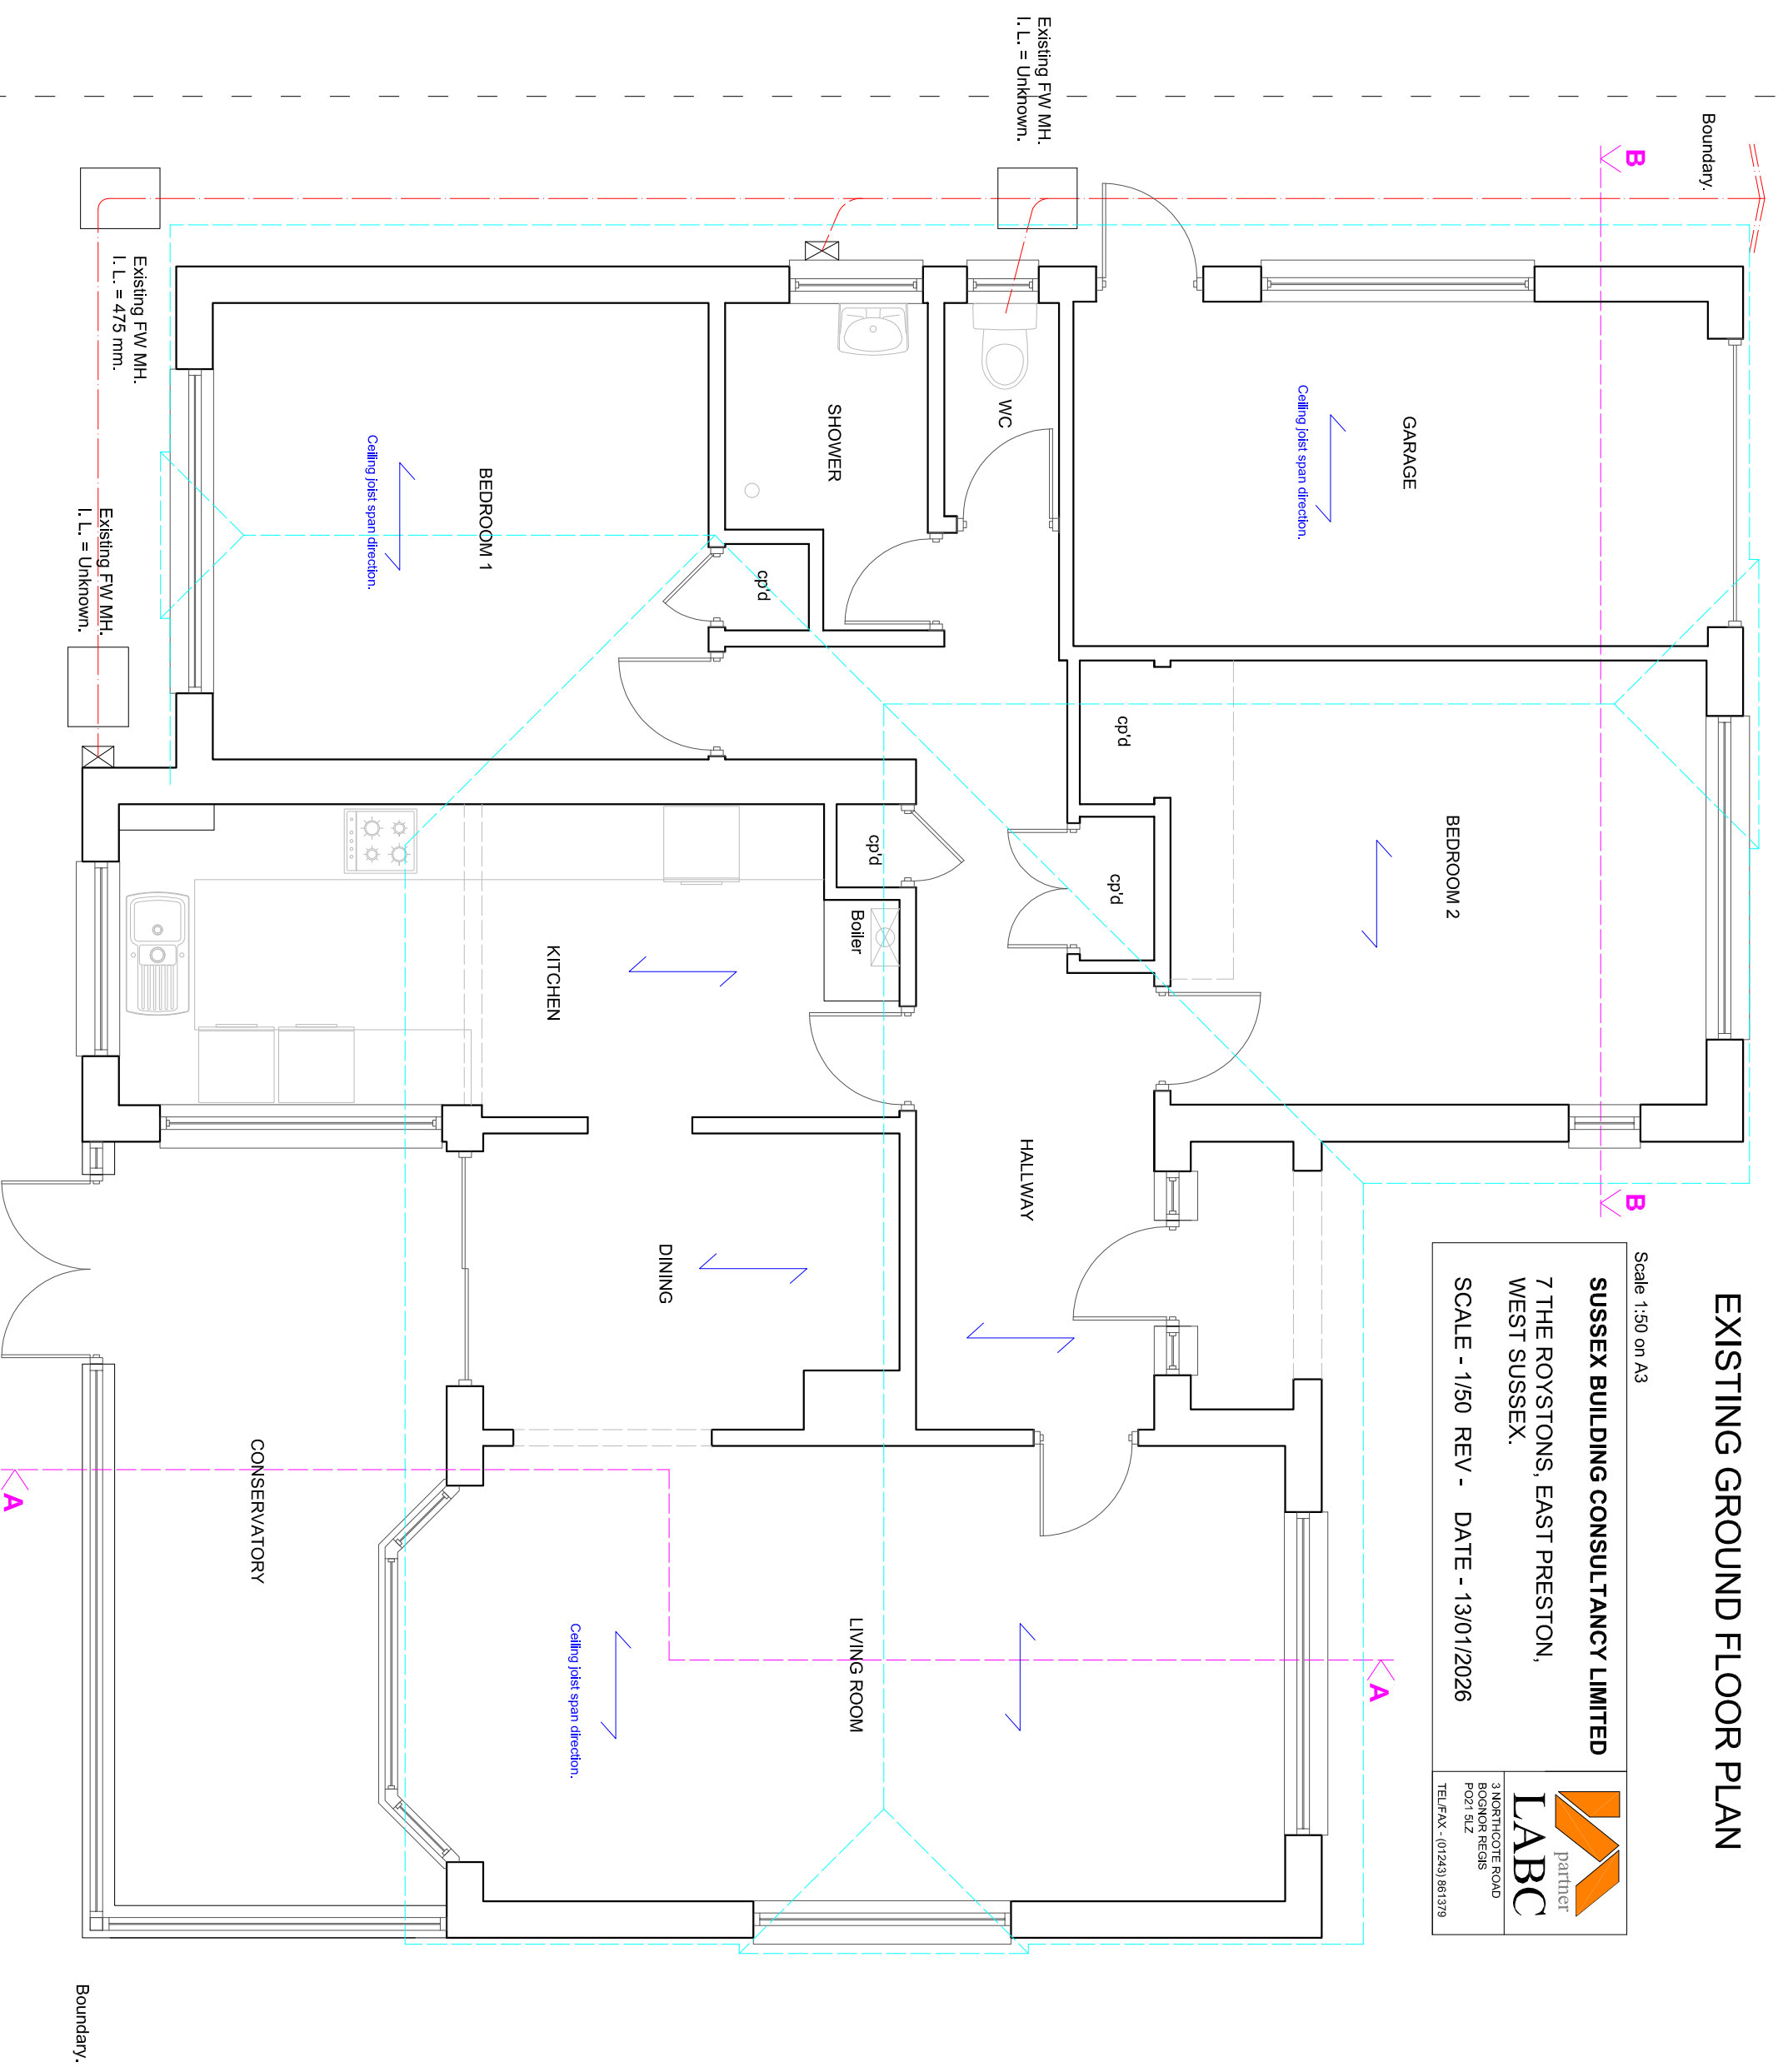 EXISTING GROUND FLOOR PLAN
Scale 1:50 on A3
SUSSEX BUILDING CONSULTANCY LIMITED
7 THE ROYSTONS, EAST PRESTON,
WEST SUSSEX.
SCALE - 1/50 REV - DATE - 13/01/2026
partner
LABC
3 NORTHCOTE ROAD
BOGNOR REGIS
PO21 5LZ
TEL/FAX - (01243) 861379
Boundary.
B
B
GARAGE
Ceiling joist span direction.
BEDROOM 2
Existing FW MH.
I. L. = Unknown.
WC
cp'd
cp'd
HALLWAY
A
SHOWER
cp'd
cp'd
Boiler
LIVING ROOM
BEDROOM 1
Ceiling joist span direction.
KITCHEN
DINING
Ceiling joist span direction.
Existing FW MH.
I. L. = 475 mm.
Existing FW MH.
I. L. = Unknown.
CONSERVATORY
A
Boundary.